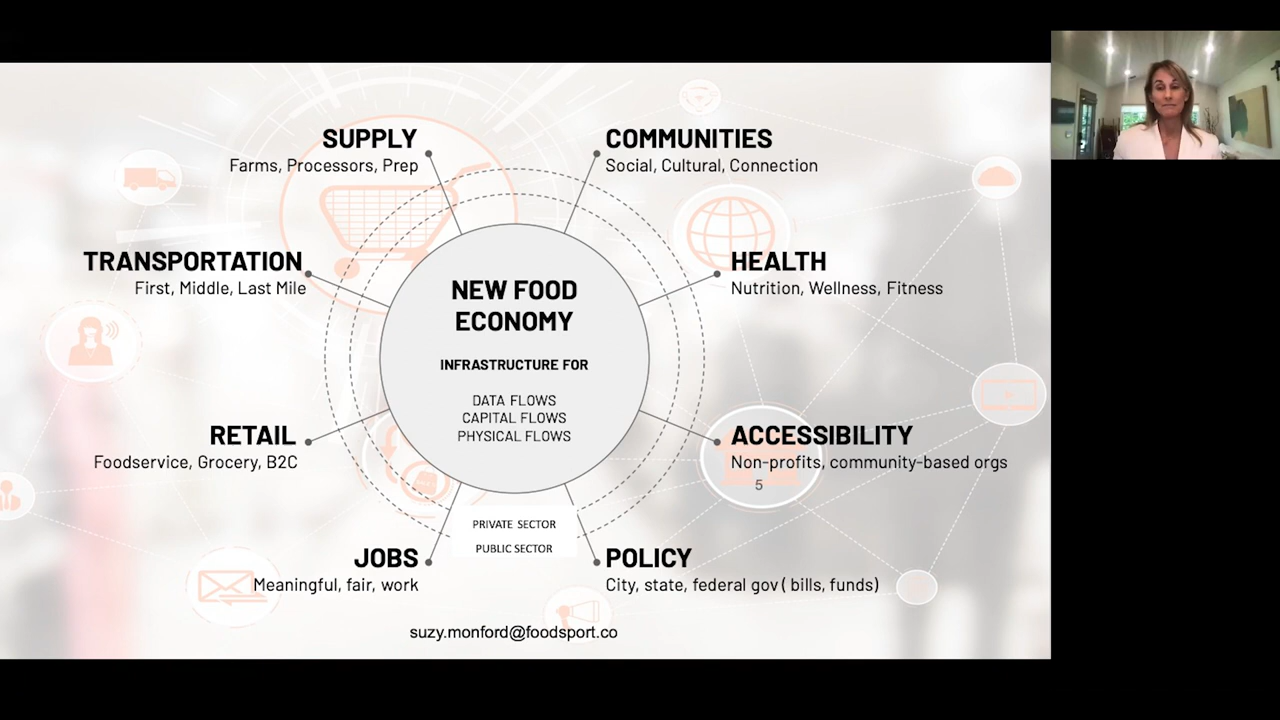 SUPPLY
Farms, Processors, Prep
COMMUNITIES
Social, Cultural, Connection
TRANSPORTATION
First, Middle, Last Mile
HEALTH
Nutrition, Wellness, Fitness
NEW FOOD
ECONOMY
INFRASTRUCTURE FOR
DATA FLOWS
CAPITAL FLOWS
PHYSICAL FLOWS
RETAIL
Foodservice, Grocery, B2C
ACCESSIBILITY
Non-profits, community-based orgs
5
PRIVATE SECTOR
PUBLIC SECTOR
JOBS
Meaningful, fair, work
POLICY
City, state, federal gov ( bills, funds)
suzy.monford@foodsport.co